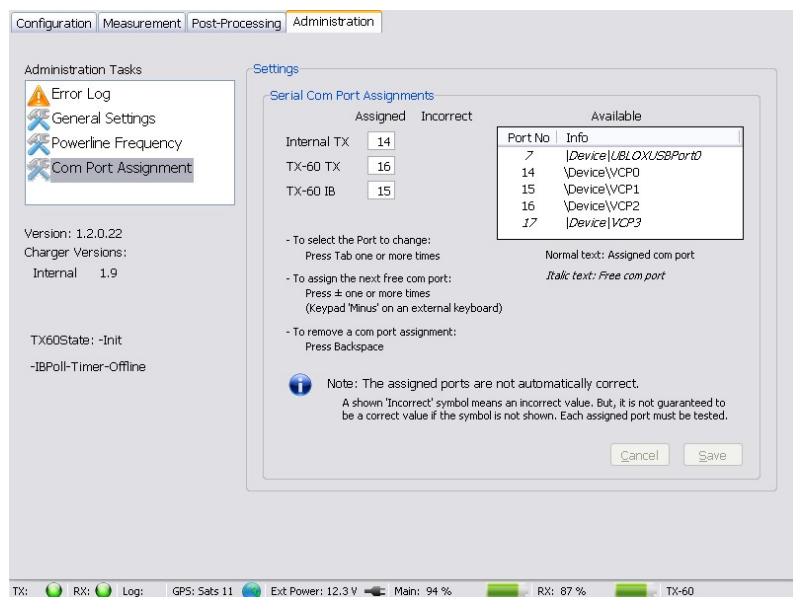 Configuration Measurement Post-Processing Administration
Administration Tasks
Error Log
General Settings
Powerline Frequency
Com Port Assignment
Version: 1.2.0.22
Charger Versions:
Internal 1.9
TX60State: -Init
-IBPoll-Timer-Offline
Settings
Serial Com Port Assignments
Assigned Incorrect Available
Internal TX 14
TX-60 TX 16
TX-60 IB 15
Port No Info
7 \Device\UBLOXUSBPort0
14 \Device\VCP0
15 \Device\VCP1
16 \Device\VCP2
17 \Device\VCP3
Normal text: Assigned com port
Italic text: Free com port
- To select the Port to change:
Press Tab one or more times
- To assign the next free com port:
Press ± one or more times
(Keypad 'Minus' on an external keyboard)
- To remove a com port assignment:
Press Backspace
Note: The assigned ports are not automatically correct.
A shown 'Incorrect' symbol means an incorrect value. But, it is not guaranteed to
be a correct value if the symbol is not shown. Each assigned port must be tested.
Cancel Save
TX: RX: Log: GPS: Sats 11 Ext Power: 12.3 V Main: 94 % RX: 87 % TX-60